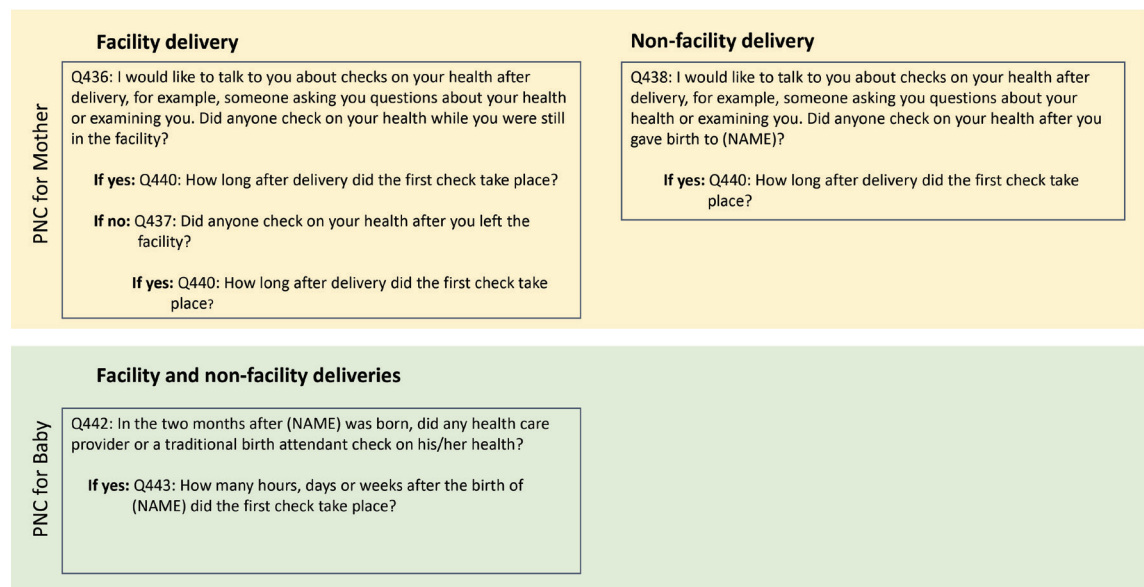 PNC for Mother
Facility delivery
Q436: I would like to talk to you about checks on your health after
delivery, for example, someone asking you questions about your health
or examining you. Did anyone check on your health while you were still
in the facility?
If yes: Q440: How long after delivery did the first check take place?
If no: Q437: Did anyone check on your health after you left the
facility?
If yes: Q440: How long after delivery did the first check take
place?
Non-facility delivery
Q438: I would like to talk to you about checks on your health after
delivery, for example, someone asking you questions about your
health or examining you. Did anyone check on your health after you
gave birth to (NAME)?
If yes: Q440: How long after delivery did the first check take
place?
PNC for Baby
Facility and non-facility deliveries
Q442: In the two months after (NAME) was born, did any health care
provider or a traditional birth attendant check on his/her health?
If yes: Q443: How many hours, days or weeks after the birth of
(NAME) did the first check take place?